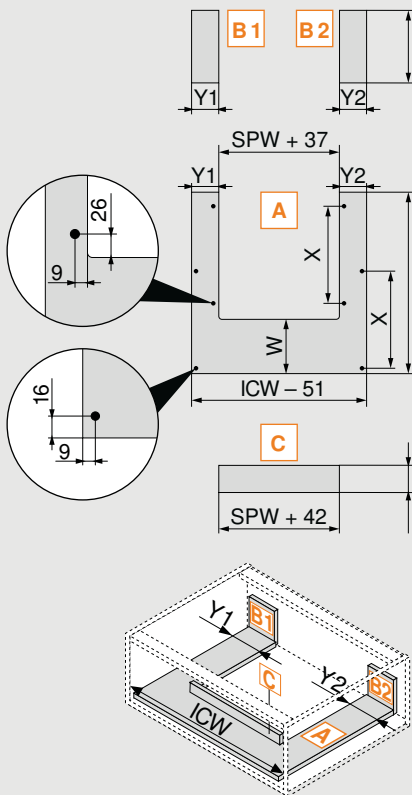 B1
B2
Y1
Y2
SPW + 37
Y1
Y2
A
26
9
X
X
W
16
9
ICW – 51
C
SPW + 42
B1
Y1
C
Y2
B2
ICW
A